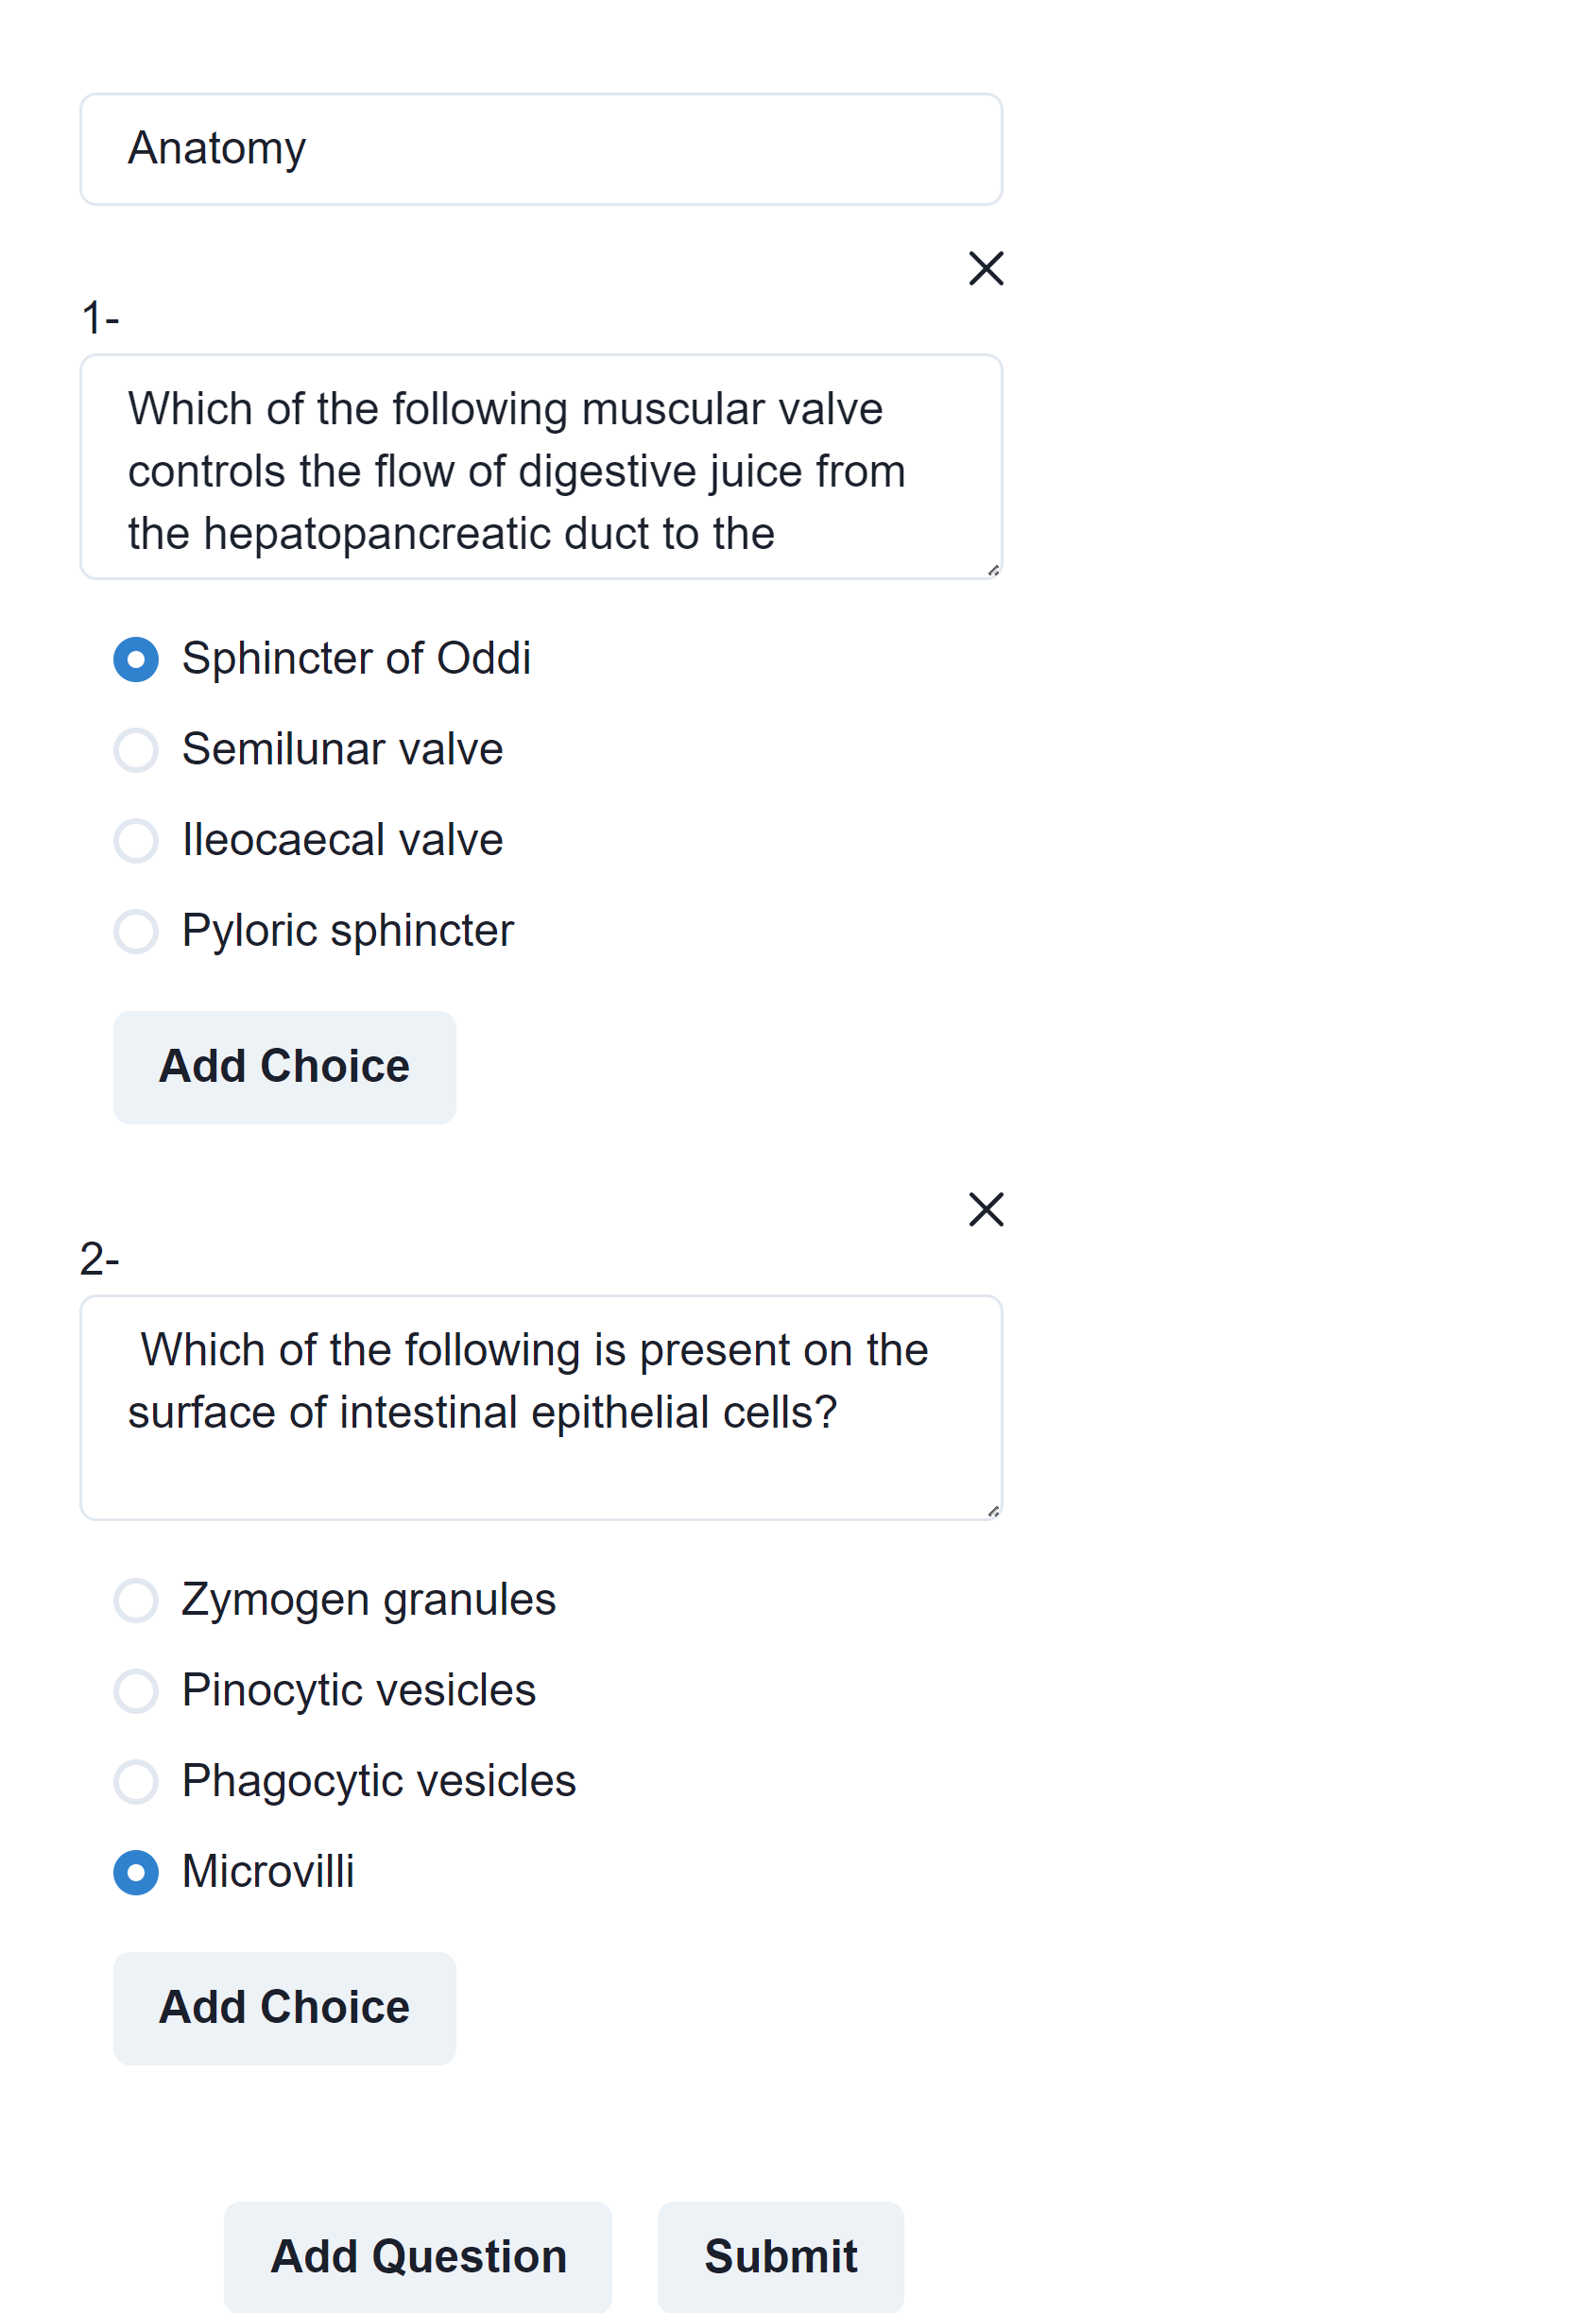 Anatomy
1-
Which of the following muscular valve
controls the flow of digestive juice from
the hepatopancreatic duct to the
Sphincter of Oddi
Semilunar valve
Ileocaecal valve
Pyloric sphincter
Add Choice
2-
Which of the following is present on the
surface of intestinal epithelial cells?
Zymogen granules
Pinocytic vesicles
Phagocytic vesicles
Microvilli
Add Choice
Add Question Submit